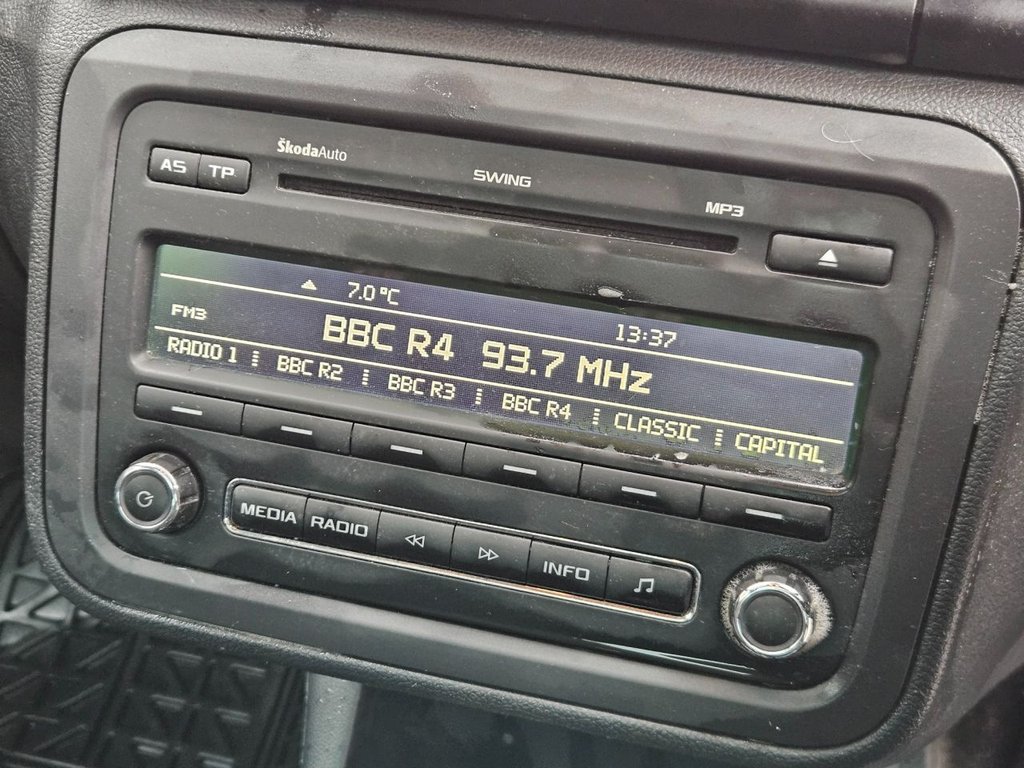 ŠkodaAuto
AS TP
SWING
MP3
7.0 °C
13:37
FM3
BBC R4 93.7 MHz
RADIO 1 BBC R2 BBC R3 BBC R4 CLASSIC CAPITAL
MEDIA RADIO INFO